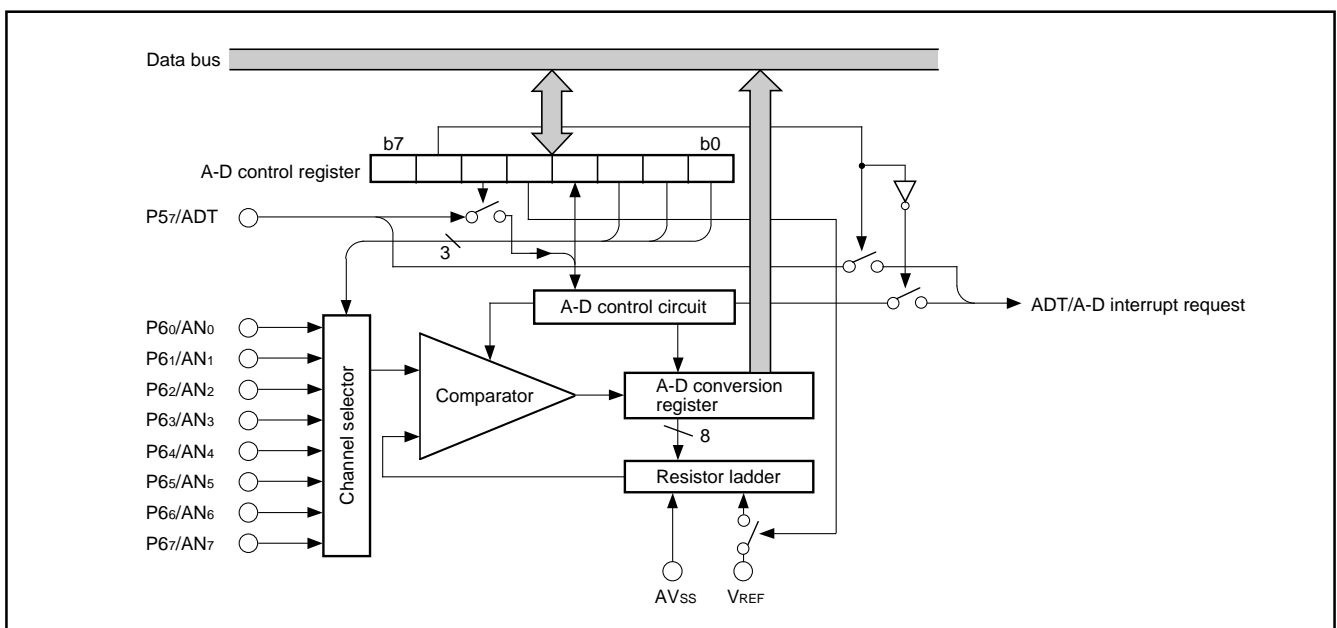 Data bus
b7
b0
A-D control register
P57/ADT
3
A-D control circuit
ADT/A-D interrupt request
P60/AN0
P61/AN1
P62/AN2
P63/AN3
P64/AN4
P65/AN5
P66/AN6
P67/AN7
Channel selector
Comparator
A-D conversion
register
8
Resistor ladder
AVSS
VREF